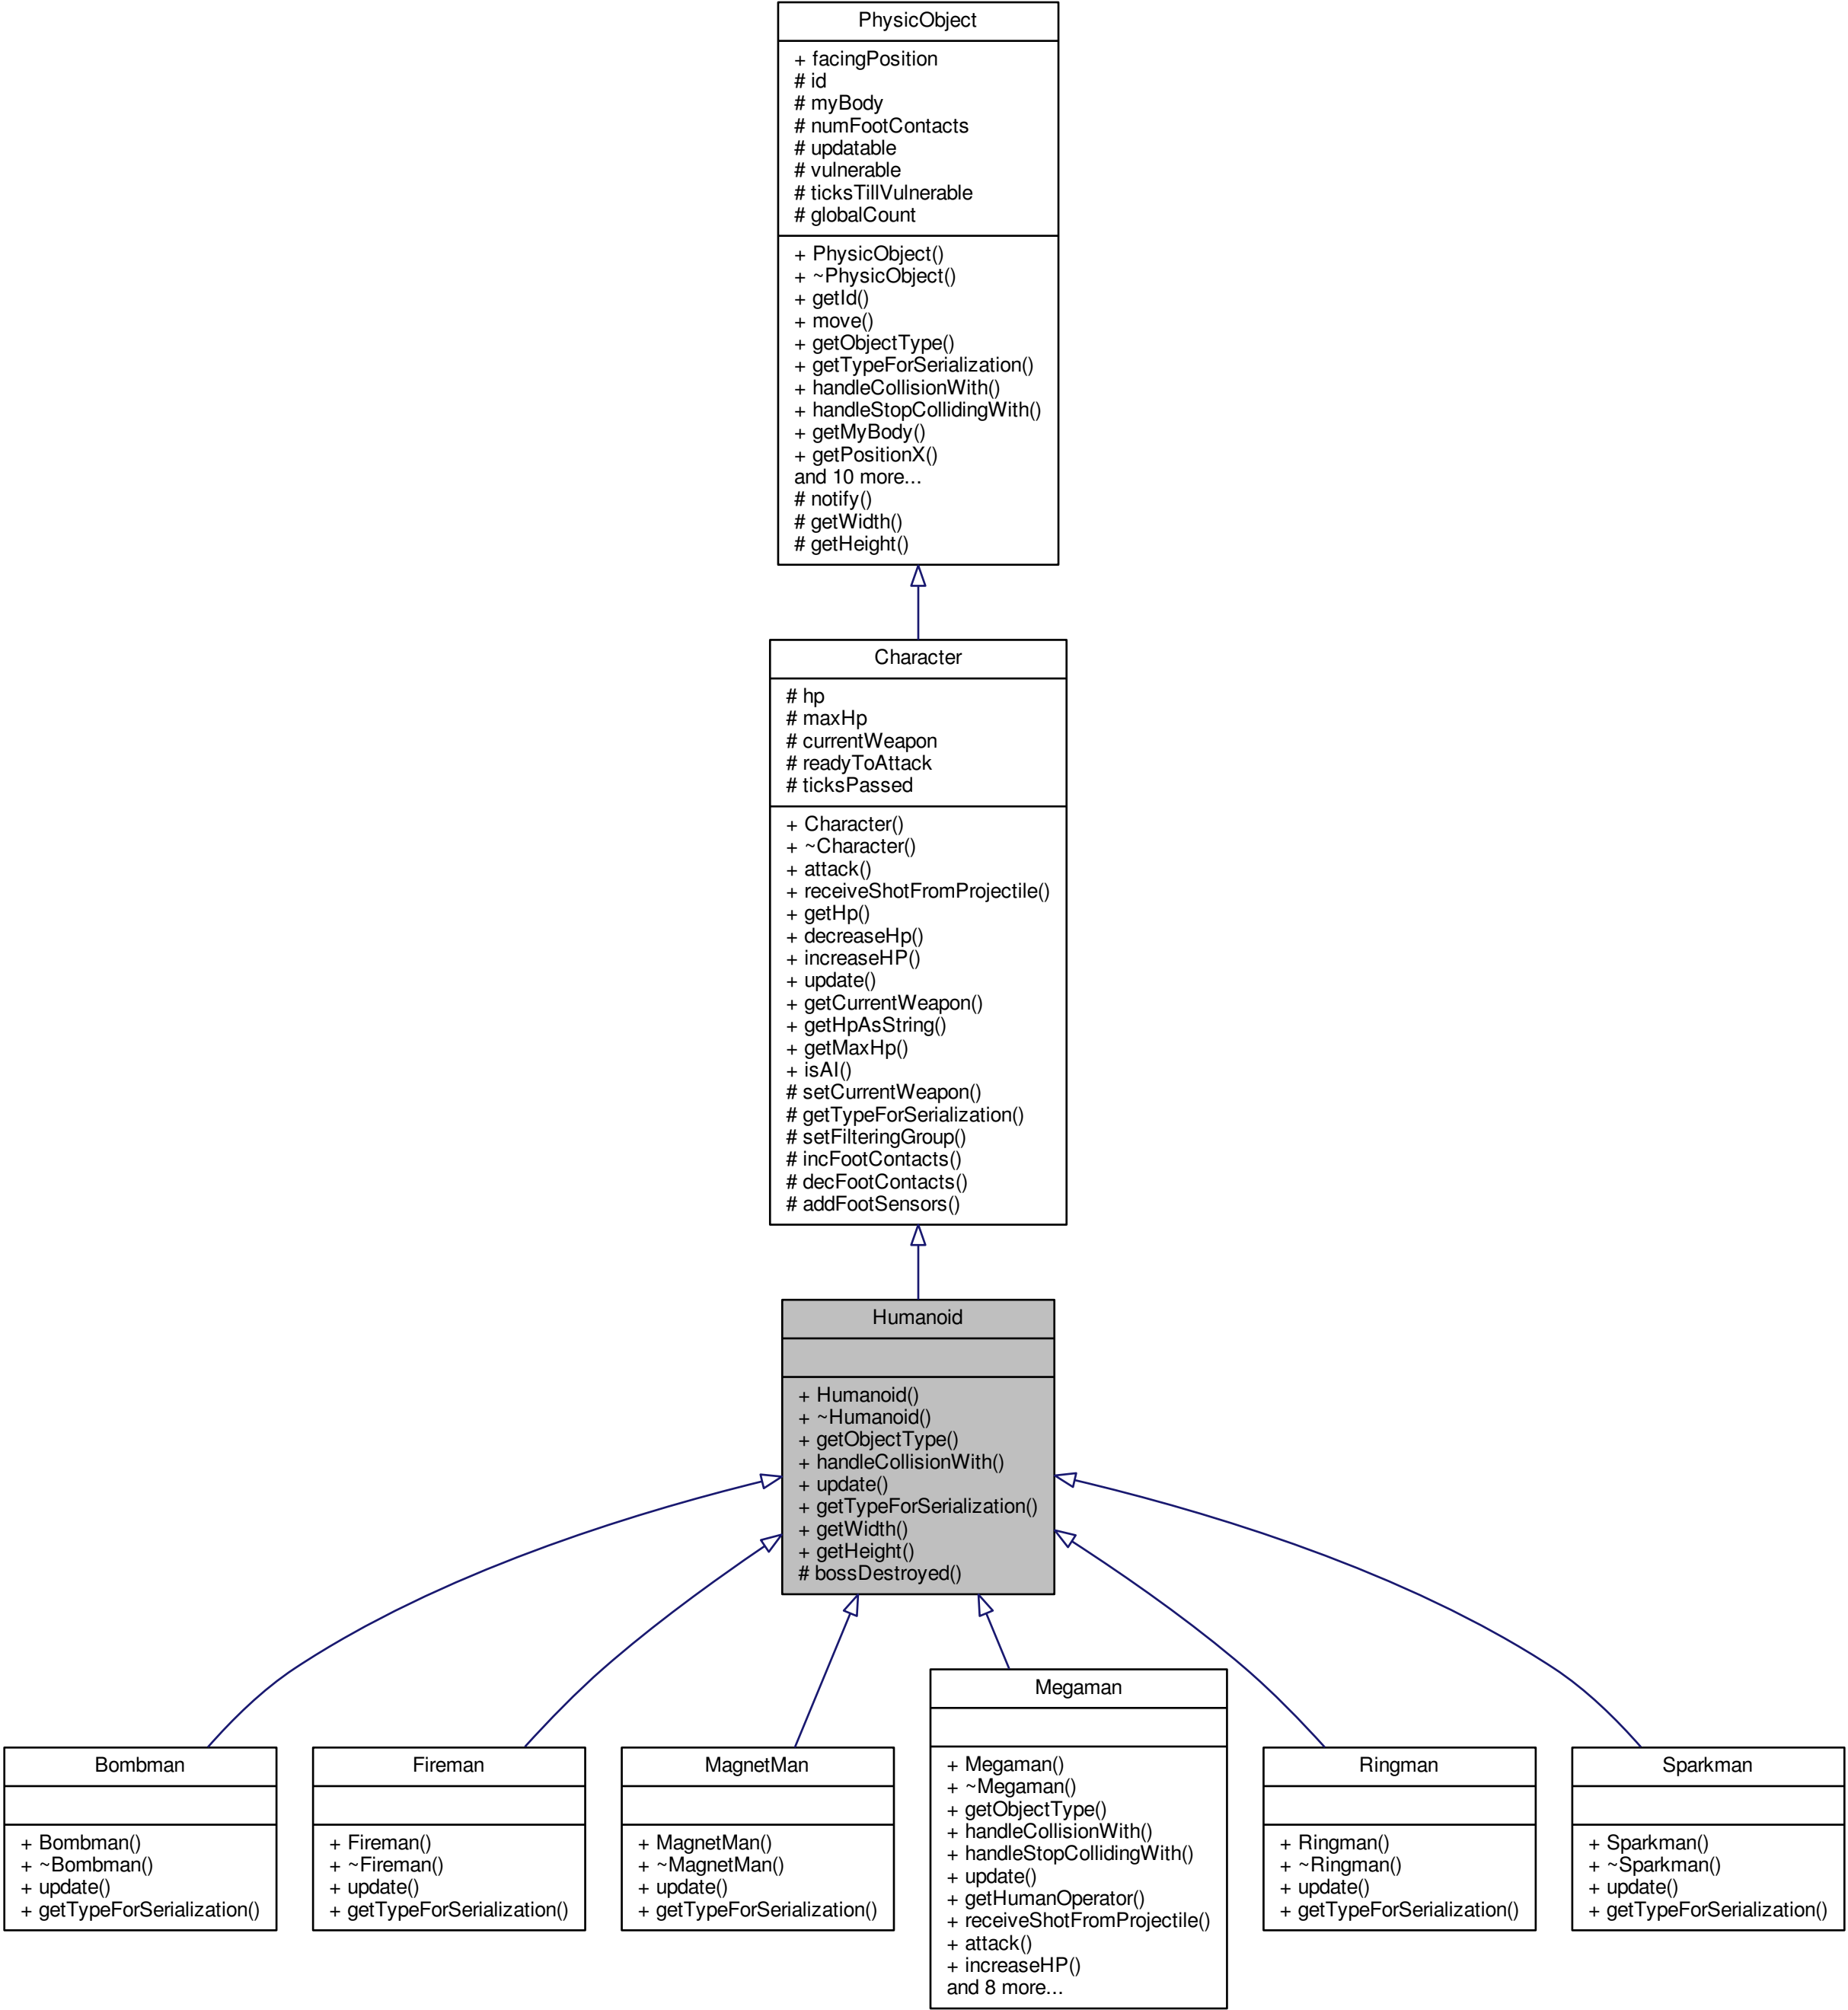 PhysicObject
+ facingPosition
# id
# myBody
# numFootContacts
# updatable
# vulnerable
# ticksTillVulnerable
# globalCount
+ PhysicObject()
+ ~PhysicObject()
+ getId()
+ move()
+ getObjectType()
+ getTypeForSerialization()
+ handleCollisionWith()
+ handleStopCollidingWith()
+ getMyBody()
+ getPositionX()
and 10 more...
# notify()
# getWidth()
# getHeight()
Character
# hp
# maxHp
# currentWeapon
# readyToAttack
# ticksPassed
+ Character()
+ ~Character()
+ attack()
+ receiveShotFromProjectile()
+ getHp()
+ decreaseHp()
+ increaseHP()
+ update()
+ getCurrentWeapon()
+ getHpAsString()
+ getMaxHp()
+ isAI()
# setCurrentWeapon()
# getTypeForSerialization()
# setFilteringGroup()
# incFootContacts()
# decFootContacts()
# addFootSensors()
Humanoid
+ Humanoid()
+ ~Humanoid()
+ getObjectType()
+ handleCollisionWith()
+ update()
+ getTypeForSerialization()
+ getWidth()
+ getHeight()
# bossDestroyed()
Bombman
+ Bombman()
+ ~Bombman()
+ update()
+ getTypeForSerialization()
Fireman
+ Fireman()
+ ~Fireman()
+ update()
+ getTypeForSerialization()
MagnetMan
+ MagnetMan()
+ ~MagnetMan()
+ update()
+ getTypeForSerialization()
Megaman
+ Megaman()
+ ~Megaman()
+ getObjectType()
+ handleCollisionWith()
+ handleStopCollidingWith()
+ update()
+ getHumanOperator()
+ receiveShotFromProjectile()
+ attack()
+ increaseHP()
and 8 more...
Ringman
+ Ringman()
+ ~Ringman()
+ update()
+ getTypeForSerialization()
Sparkman
+ Sparkman()
+ ~Sparkman()
+ update()
+ getTypeForSerialization()